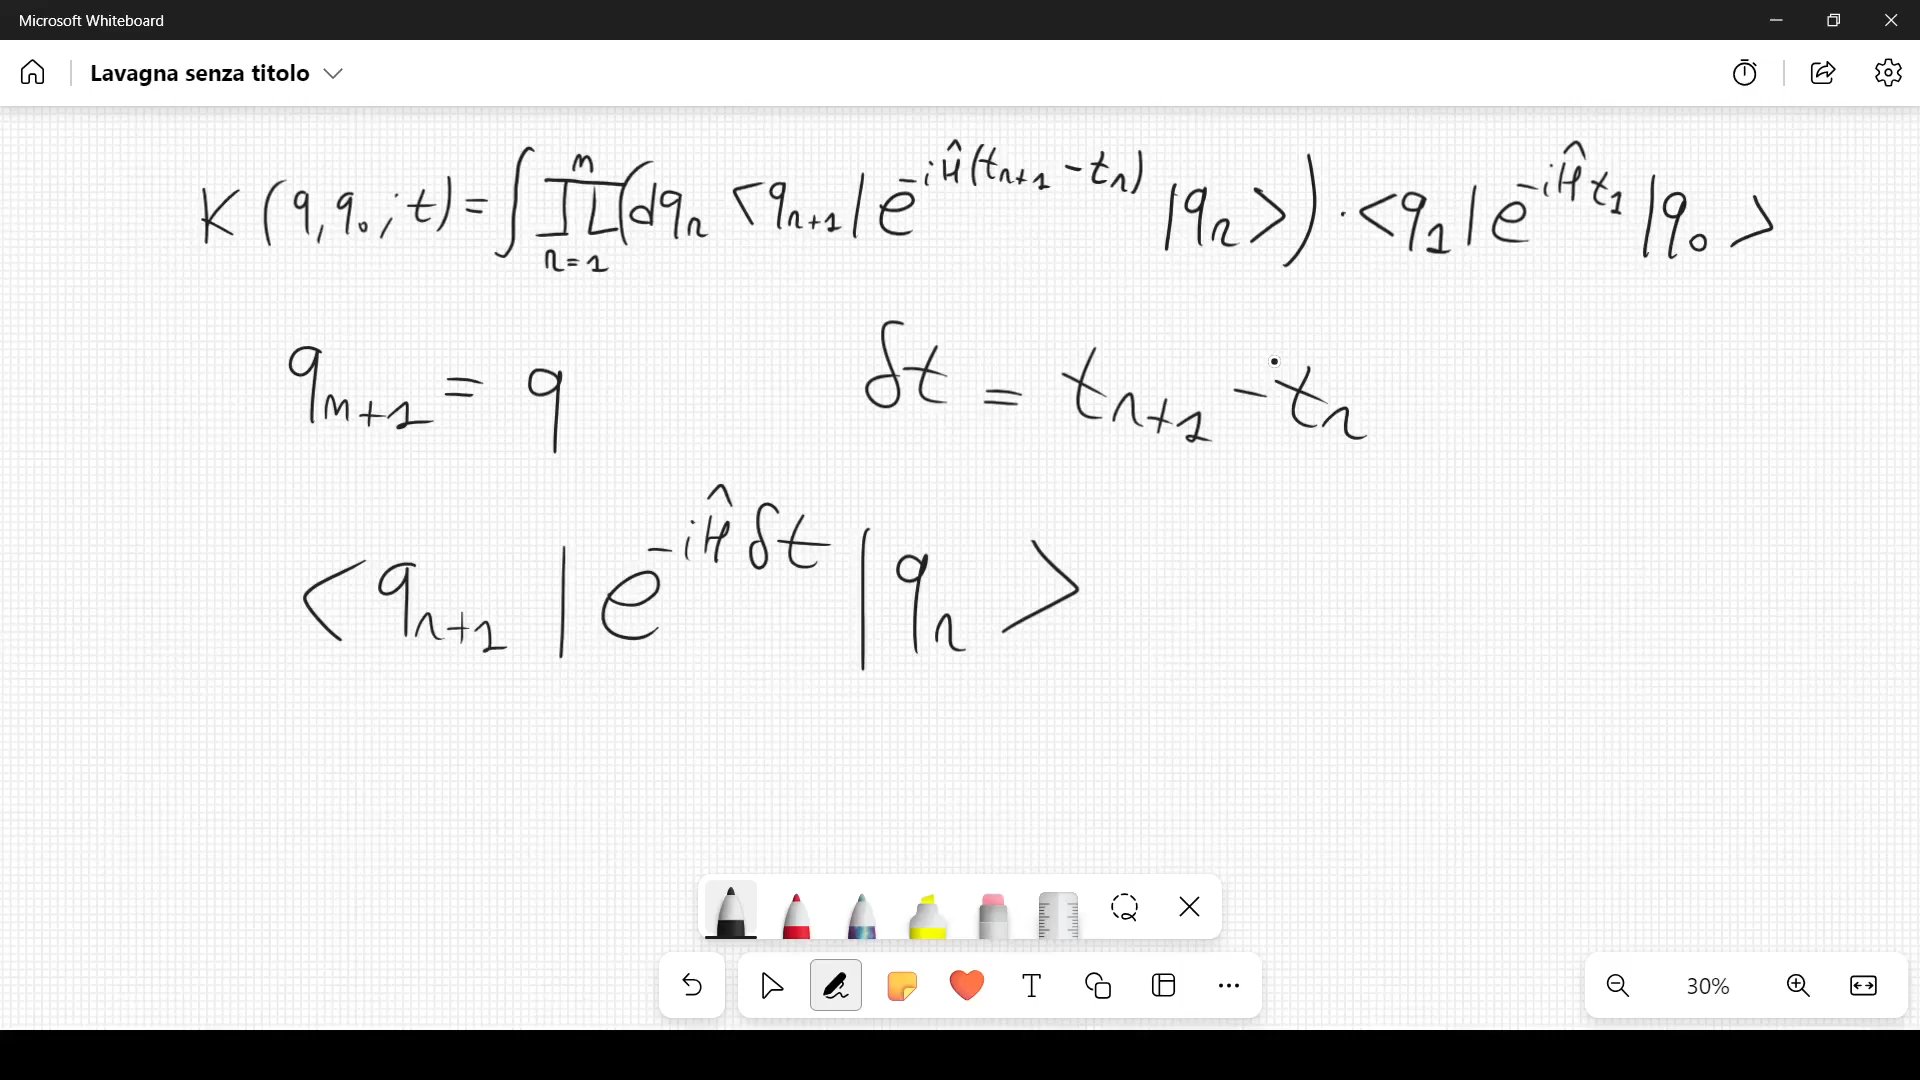 Microsoft Whiteboard
Lavagna senza titolo
K(q, q₀; t) = ∫ ∏ₙ₌₁ᵐ (dqₙ <qₙ₊₁| e^{-iĤ(tₙ₊₁ - tₙ)} |qₙ>) · <q₁| e^{-iĤt₁} |q₀>
qₘ₊₁ = q δt = tₙ₊₁ - tₙ
<qₙ₊₁| e^{-iĤδt} |qₙ>
30%